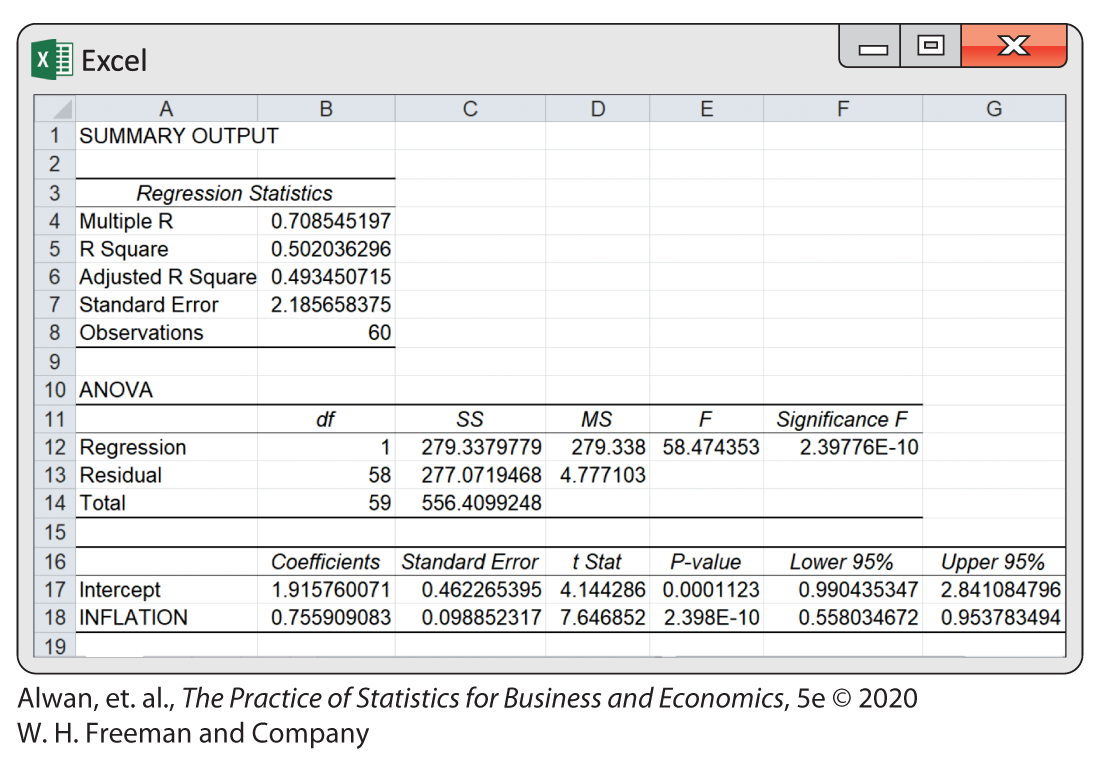 X Excel
A B C D E F G
1 SUMMARY OUTPUT
2
3 Regression Statistics
4 Multiple R 0.708545197
5 R Square 0.502036296
6 Adjusted R Square 0.493450715
7 Standard Error 2.185658375
8 Observations 60
9
10 ANOVA
11 df SS MS F Significance F
12 Regression 1 279.3379779 279.338 58.474353 2.39776E-10
13 Residual 58 277.0719468 4.777103
14 Total 59 556.4099248
15
16 Coefficients Standard Error t Stat P-value Lower 95% Upper 95%
17 Intercept 1.915760071 0.462265395 4.144286 0.0001123 0.990435347 2.841084796
18 INFLATION 0.755909083 0.098852317 7.646852 2.398E-10 0.558034672 0.953783494
19
Alwan, et. al., The Practice of Statistics for Business and Economics, 5e © 2020
W. H. Freeman and Company